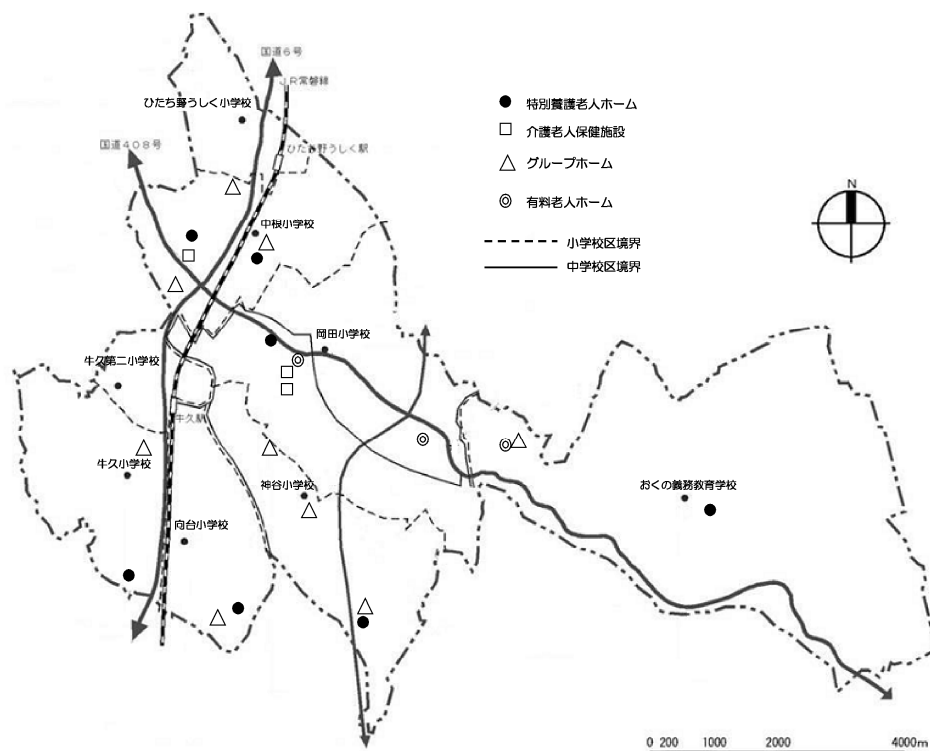 国道6号
JR常磐線
ひたち野うしく小学校
国道408号
ひたち野うしく駅
中根小学校
岡田小学校
牛久第二小学校
牛久駅
牛久小学校
神谷小学校
向台小学校
おくの義務教育学校
特別養護老人ホーム
介護老人保健施設
グループホーム
有料老人ホーム
小学校区境界
中学校区境界
N
0 200 1000 2000 4000m